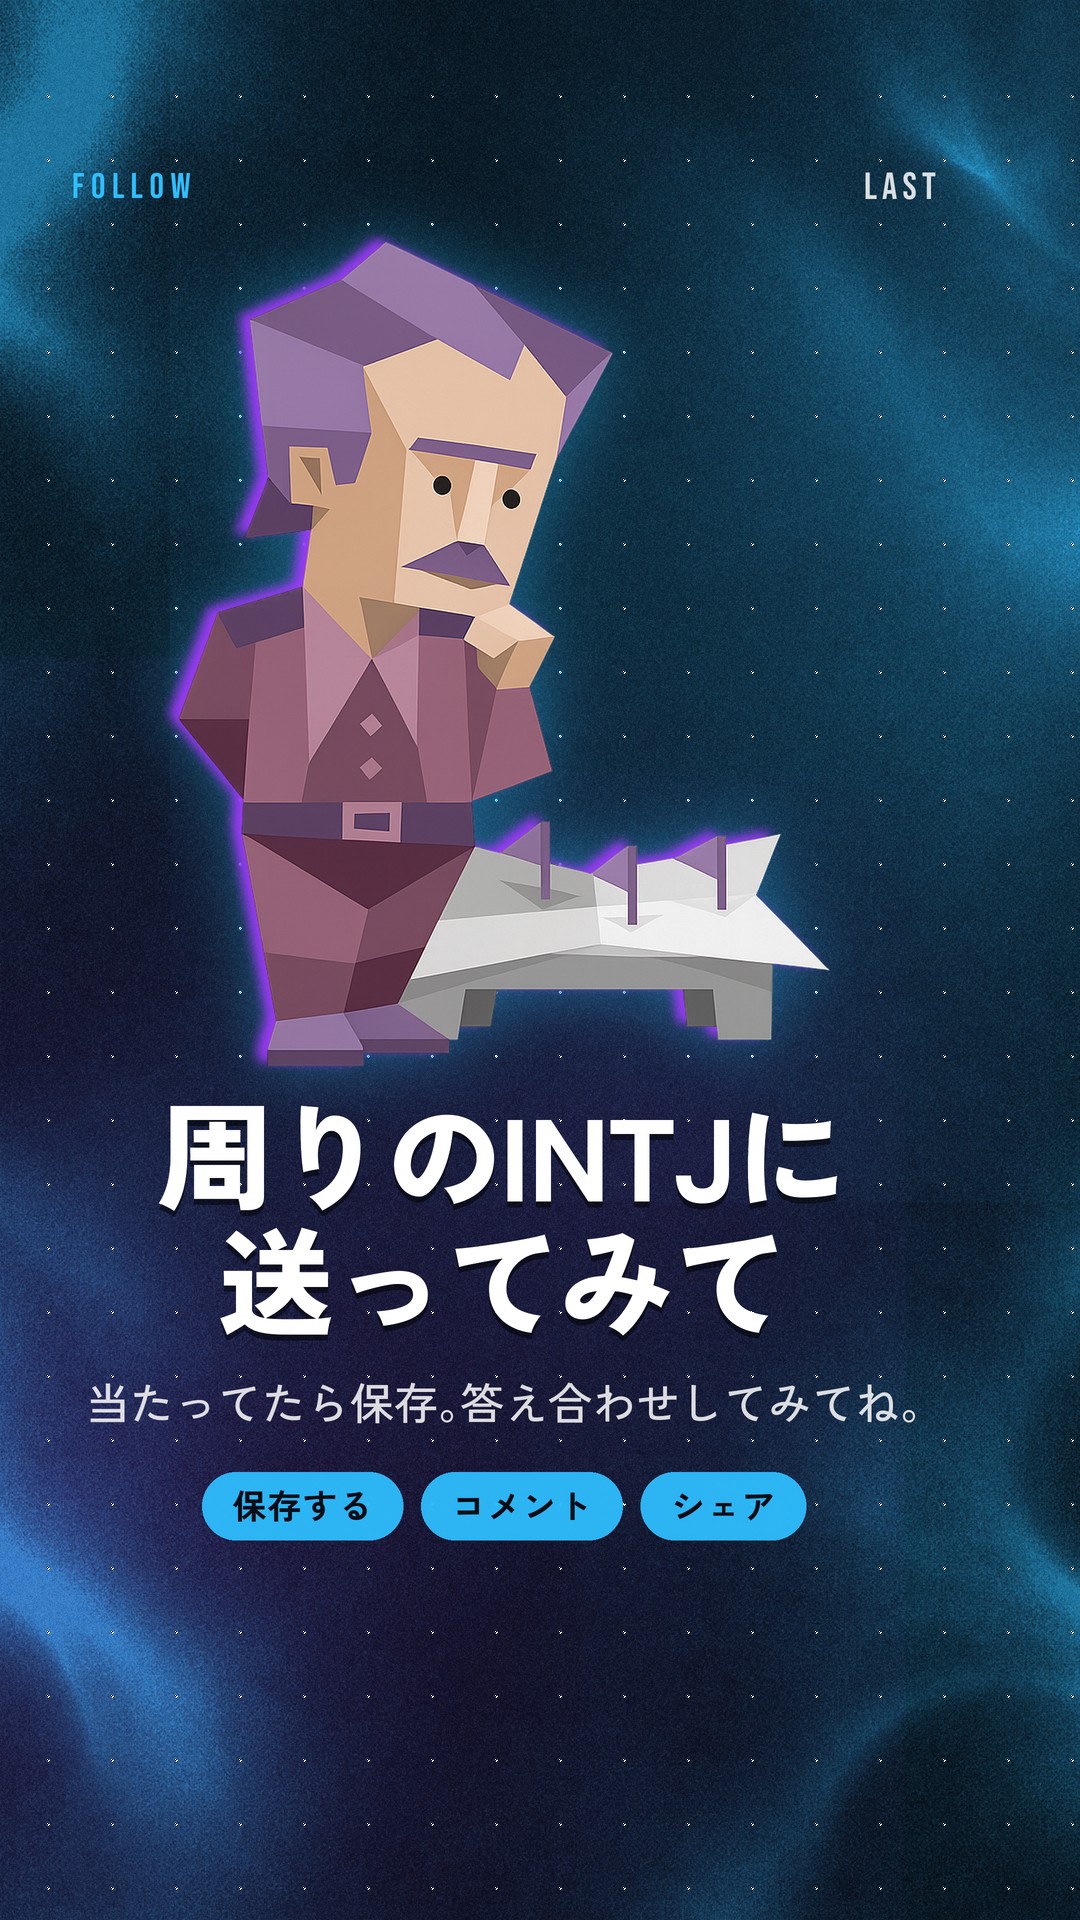 FOLLOW
LAST
周りのINTJに
送ってみて
当たってたら保存。答え合わせしてみてね。
保存する
コメント
シェア